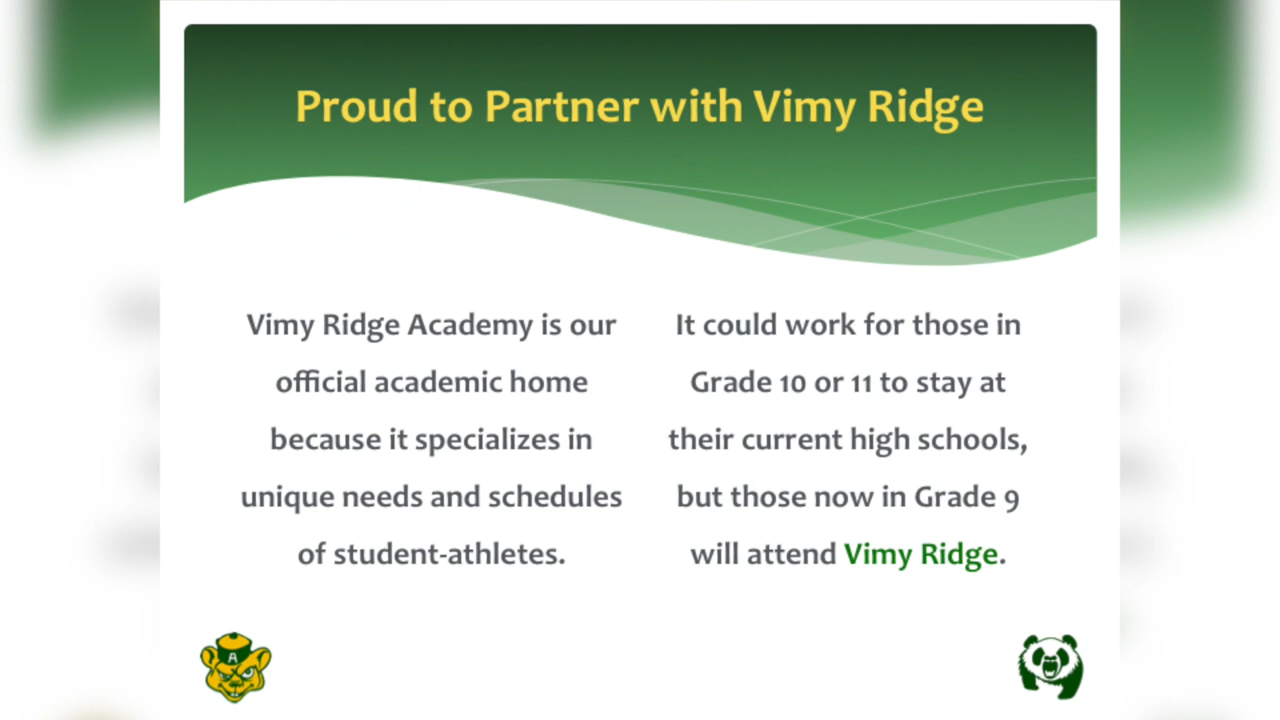 Proud to Partner with Vimy Ridge
Vimy Ridge Academy is our
official academic home
because it specializes in
unique needs and schedules
of student-athletes.
It could work for those in
Grade 10 or 11 to stay at
their current high schools,
but those now in Grade 9
will attend Vimy Ridge.
A